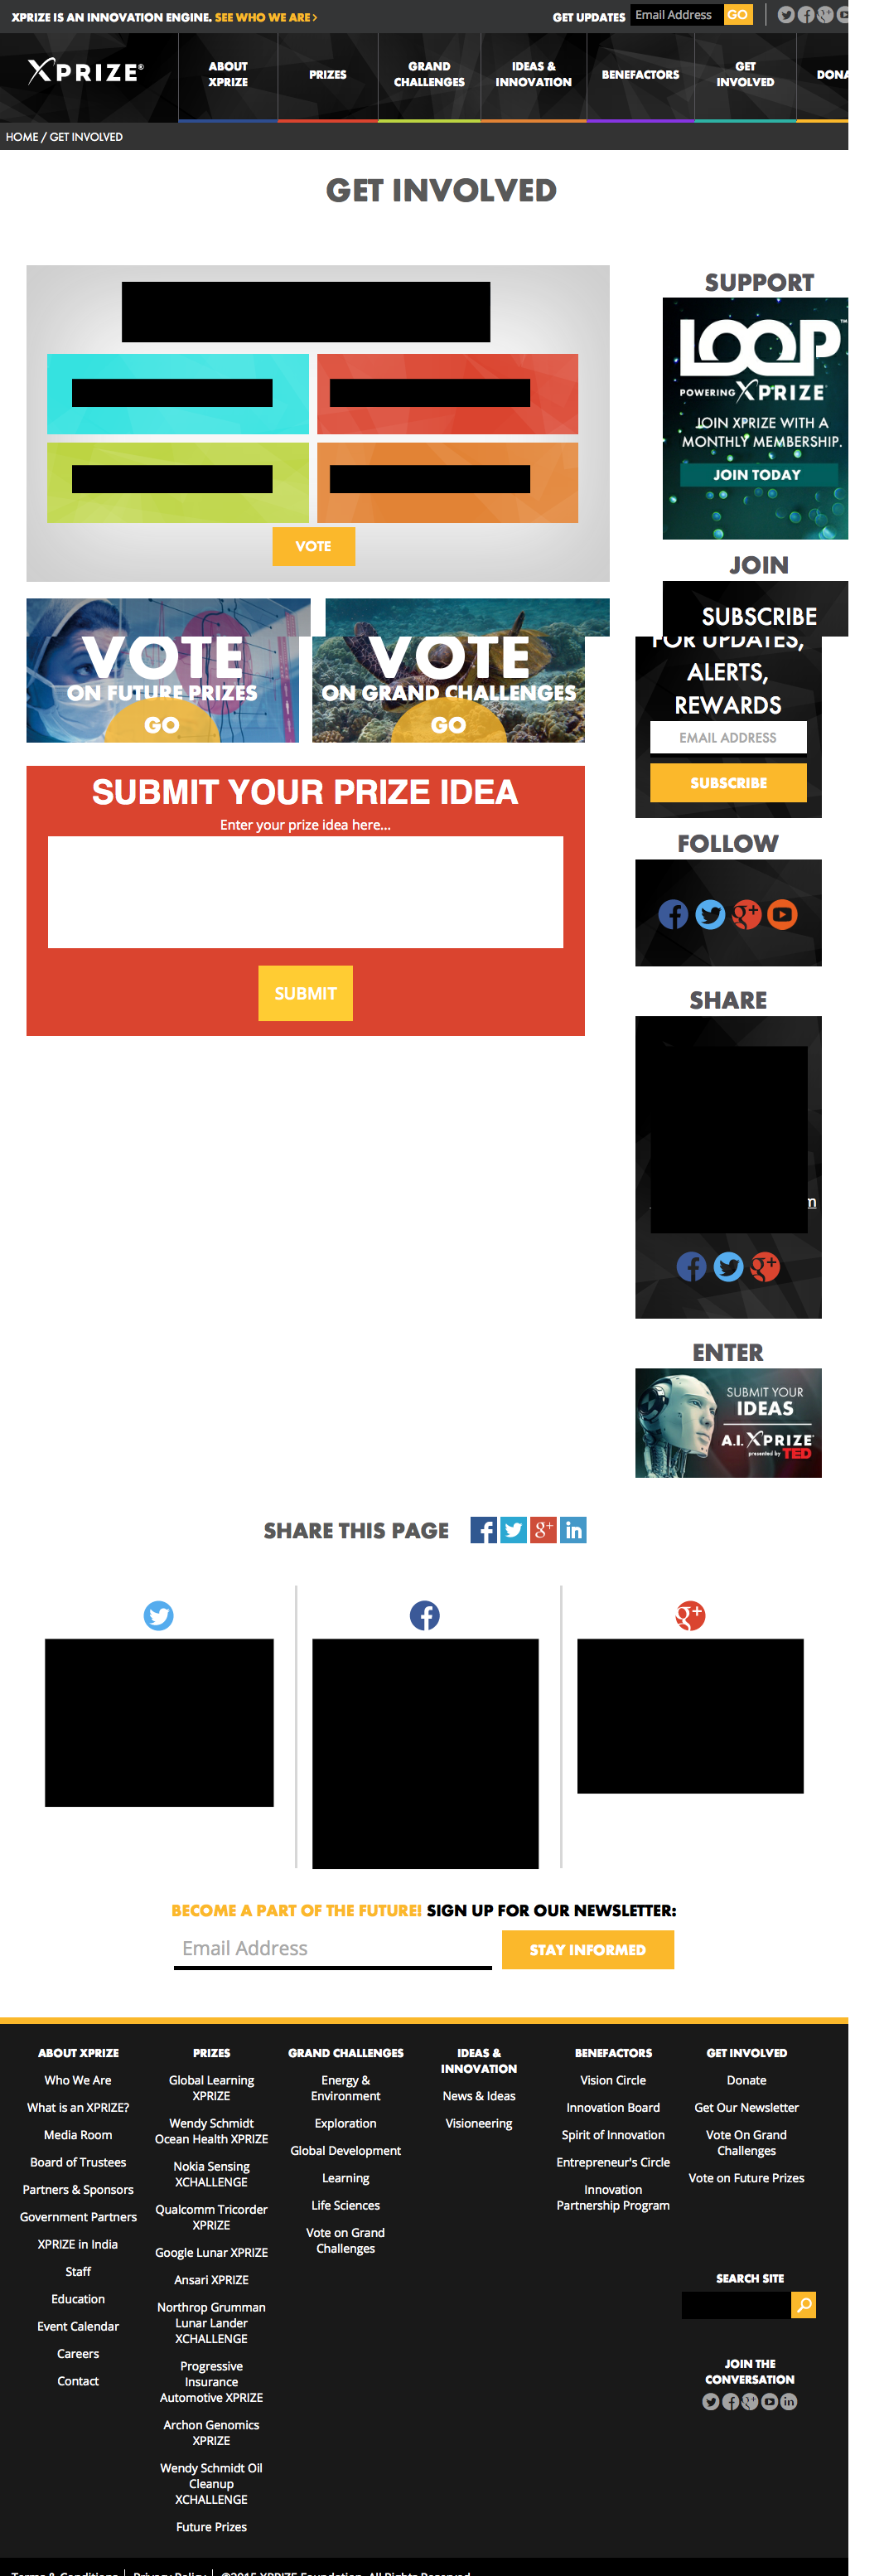 XPRIZE IS AN INNOVATION ENGINE. SEE WHO WE ARE >
GET UPDATES Email Address GO
XPRIZE®
ABOUT
XPRIZE
PRIZES
GRAND
CHALLENGES
IDEAS &
INNOVATION
BENEFACTORS
GET
INVOLVED
DONA
HOME / GET INVOLVED
GET INVOLVED
VOTE
VOTE
ON FUTURE PRIZES
GO
VOTE
ON GRAND CHALLENGES
GO
SUBMIT YOUR PRIZE IDEA
Enter your prize idea here...
SUBMIT
SUPPORT
LOOP™
POWERING XPRIZE
JOIN XPRIZE WITH A
MONTHLY MEMBERSHIP.
JOIN TODAY
JOIN
SUBSCRIBE
FOR UPDATES,
ALERTS,
REWARDS
EMAIL ADDRESS
SUBSCRIBE
FOLLOW
SHARE
m
ENTER
SUBMIT YOUR
IDEAS
A.I. XPRIZE
presented by TED
SHARE THIS PAGE
BECOME A PART OF THE FUTURE! SIGN UP FOR OUR NEWSLETTER:
Email Address
STAY INFORMED
ABOUT XPRIZE
Who We Are
What is an XPRIZE?
Media Room
Board of Trustees
Partners & Sponsors
Government Partners
XPRIZE in India
Staff
Education
Event Calendar
Careers
Contact
PRIZES
Global Learning
XPRIZE
Wendy Schmidt
Ocean Health XPRIZE
Nokia Sensing
XCHALLENGE
Qualcomm Tricorder
XPRIZE
Google Lunar XPRIZE
Ansari XPRIZE
Northrop Grumman
Lunar Lander
XCHALLENGE
Progressive
Insurance
Automotive XPRIZE
Archon Genomics
XPRIZE
Wendy Schmidt Oil
Cleanup
XCHALLENGE
Future Prizes
GRAND CHALLENGES
Energy &
Environment
Exploration
Global Development
Learning
Life Sciences
Vote on Grand
Challenges
IDEAS &
INNOVATION
News & Ideas
Visioneering
BENEFACTORS
Vision Circle
Innovation Board
Spirit of Innovation
Entrepreneur's Circle
Innovation
Partnership Program
GET INVOLVED
Donate
Get Our Newsletter
Vote On Grand
Challenges
Vote on Future Prizes
SEARCH SITE
JOIN THE
CONVERSATION
Terms & Conditions | Privacy Policy | ©2015 XPRIZE Foundation. All Rights Reserved.